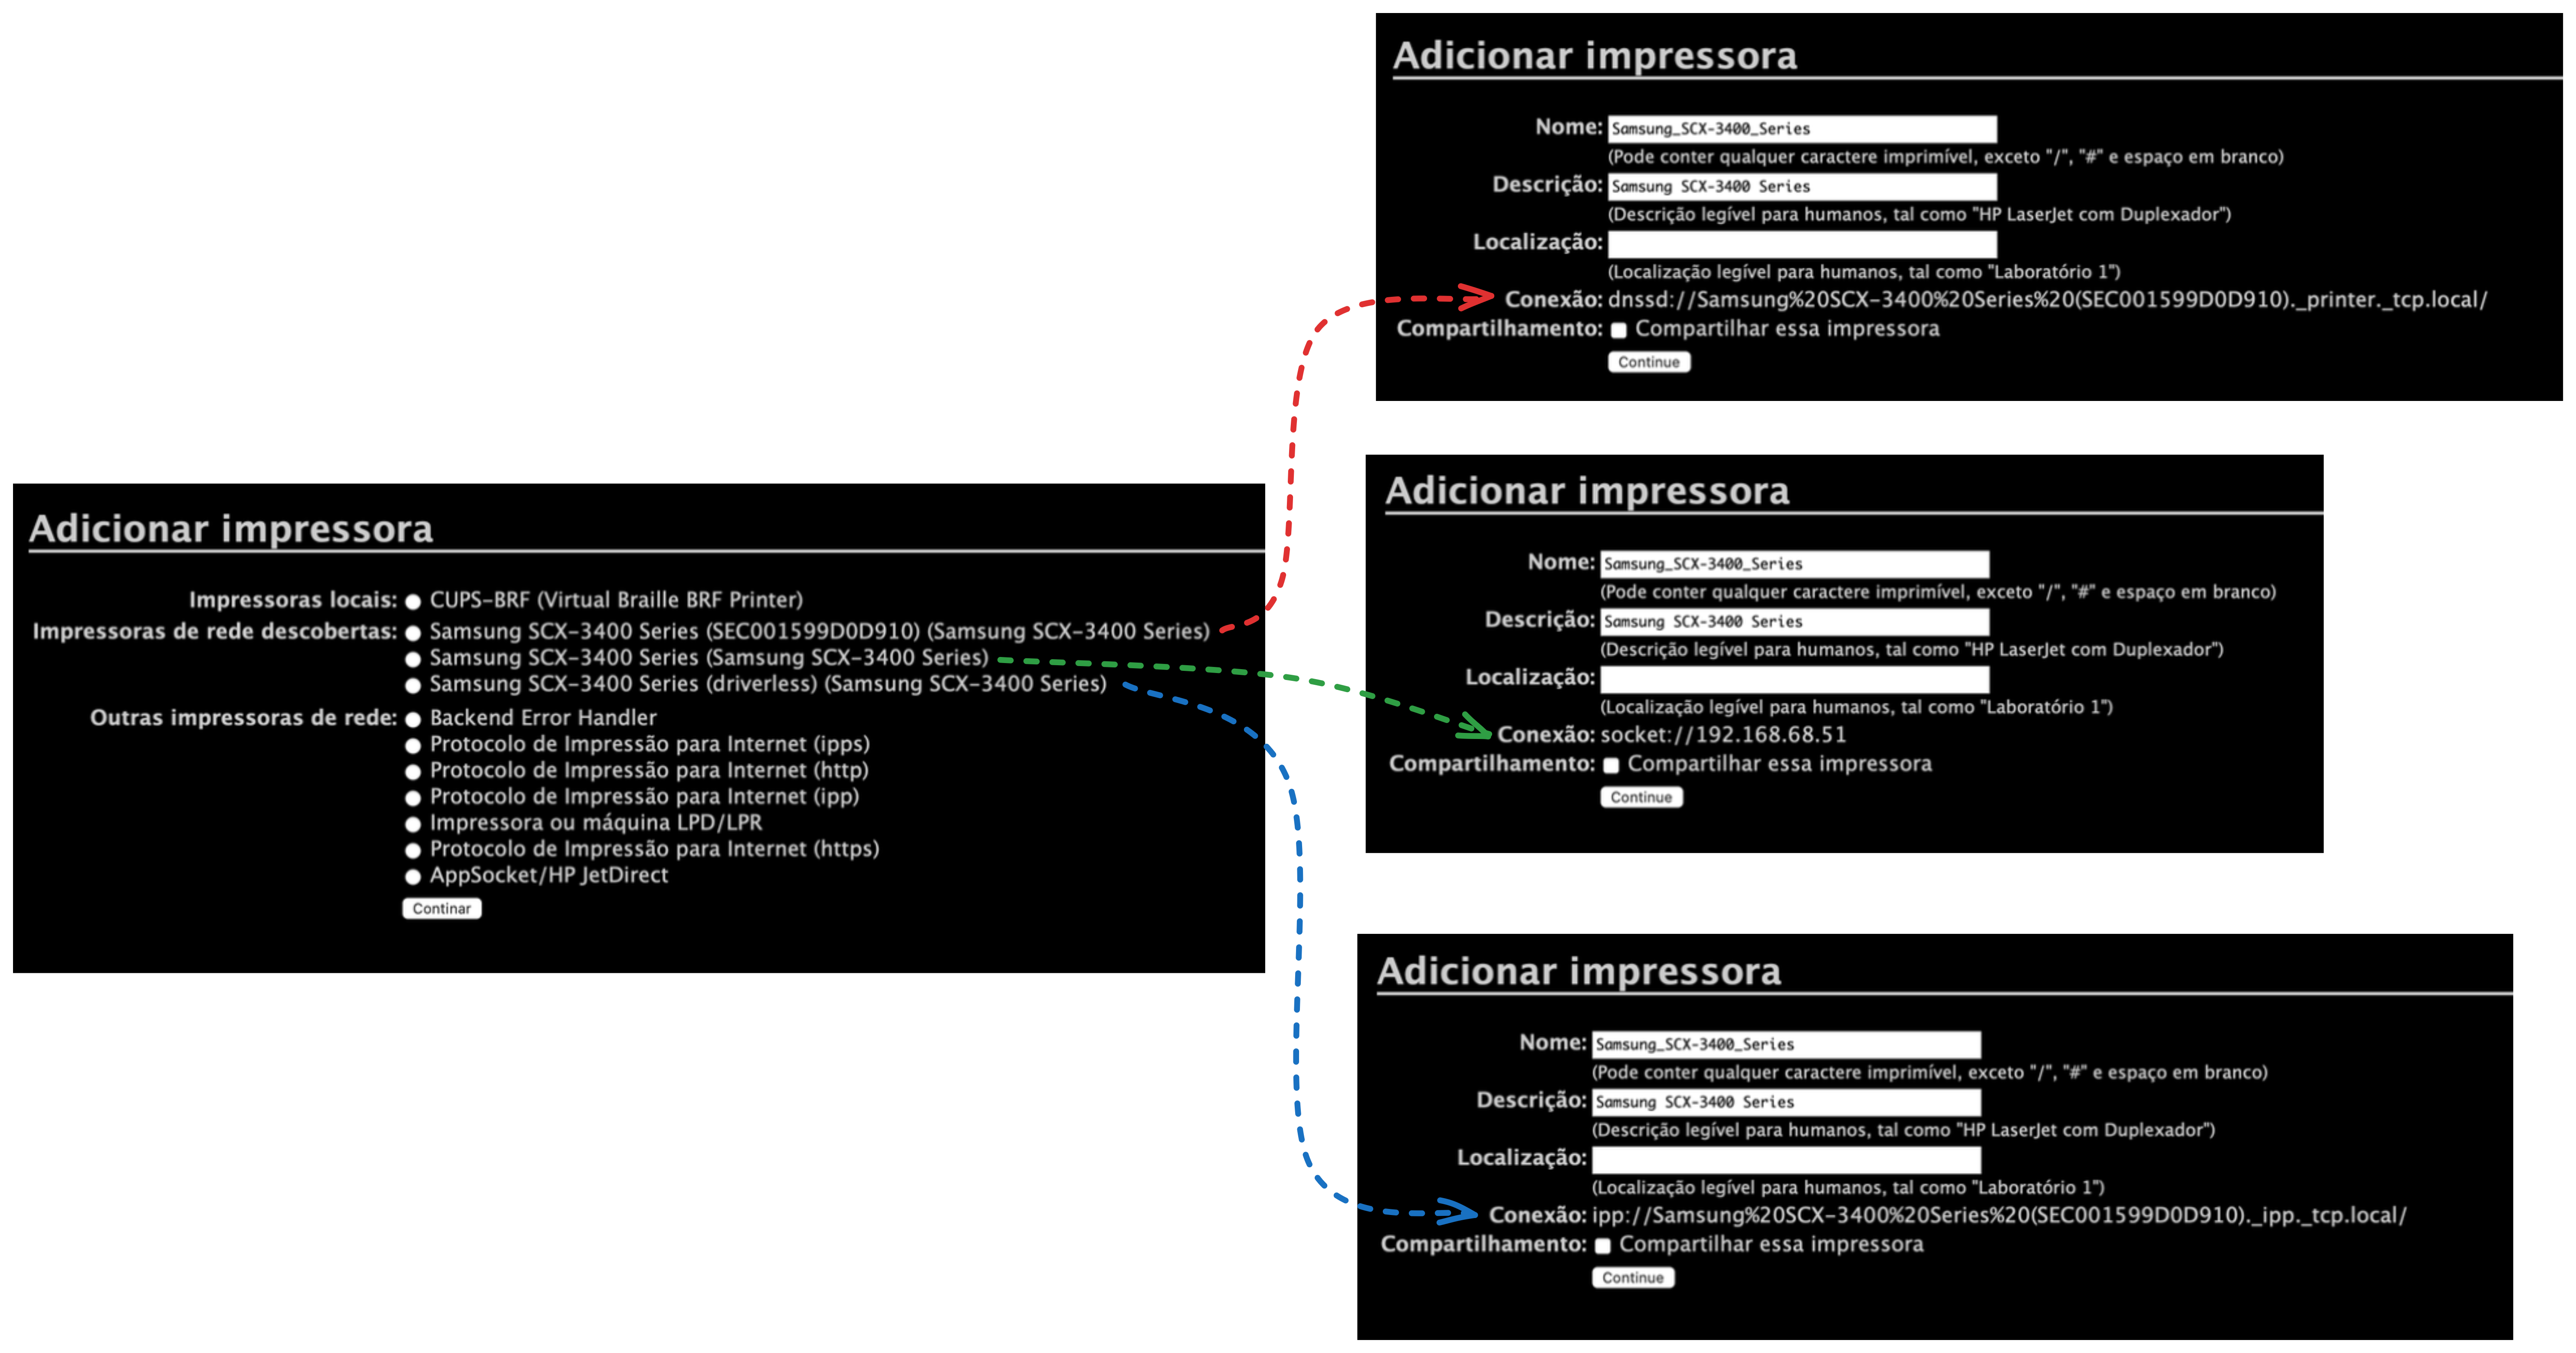 Adicionar impressora
Impressoras locais: CUPS-BRF (Virtual Braille BRF Printer)
Impressoras de rede descobertas: Samsung SCX-3400 Series (SEC001599D0D910) (Samsung SCX-3400 Series)
Samsung SCX-3400 Series (Samsung SCX-3400 Series)
Samsung SCX-3400 Series (driverless) (Samsung SCX-3400 Series)
Outras impressoras de rede: Backend Error Handler
Protocolo de Impressão para Internet (ipps)
Protocolo de Impressão para Internet (http)
Protocolo de Impressão para Internet (ipp)
Impressora ou máquina LPD/LPR
Protocolo de Impressão para Internet (https)
AppSocket/HP JetDirect
Continar
Adicionar impressora
Nome: Samsung_SCX-3400_Series
(Pode conter qualquer caractere imprimível, exceto "/", "#" e espaço em branco)
Descrição: Samsung SCX-3400 Series
(Descrição legível para humanos, tal como "HP LaserJet com Duplexador")
Localização:
(Localização legível para humanos, tal como "Laboratório 1")
Conexão: dnssd://Samsung%20SCX-3400%20Series%20(SEC001599D0D910)._printer._tcp.local/
Compartilhamento: Compartilhar essa impressora
Continue
Adicionar impressora
Nome: Samsung_SCX-3400_Series
(Pode conter qualquer caractere imprimível, exceto "/", "#" e espaço em branco)
Descrição: Samsung SCX-3400 Series
(Descrição legível para humanos, tal como "HP LaserJet com Duplexador")
Localização:
(Localização legível para humanos, tal como "Laboratório 1")
Conexão: socket://192.168.68.51
Compartilhamento: Compartilhar essa impressora
Continue
Adicionar impressora
Nome: Samsung_SCX-3400_Series
(Pode conter qualquer caractere imprimível, exceto "/", "#" e espaço em branco)
Descrição: Samsung SCX-3400 Series
(Descrição legível para humanos, tal como "HP LaserJet com Duplexador")
Localização:
(Localização legível para humanos, tal como "Laboratório 1")
Conexão: ipp://Samsung%20SCX-3400%20Series%20(SEC001599D0D910)._ipp._tcp.local/
Compartilhamento: Compartilhar essa impressora
Continue